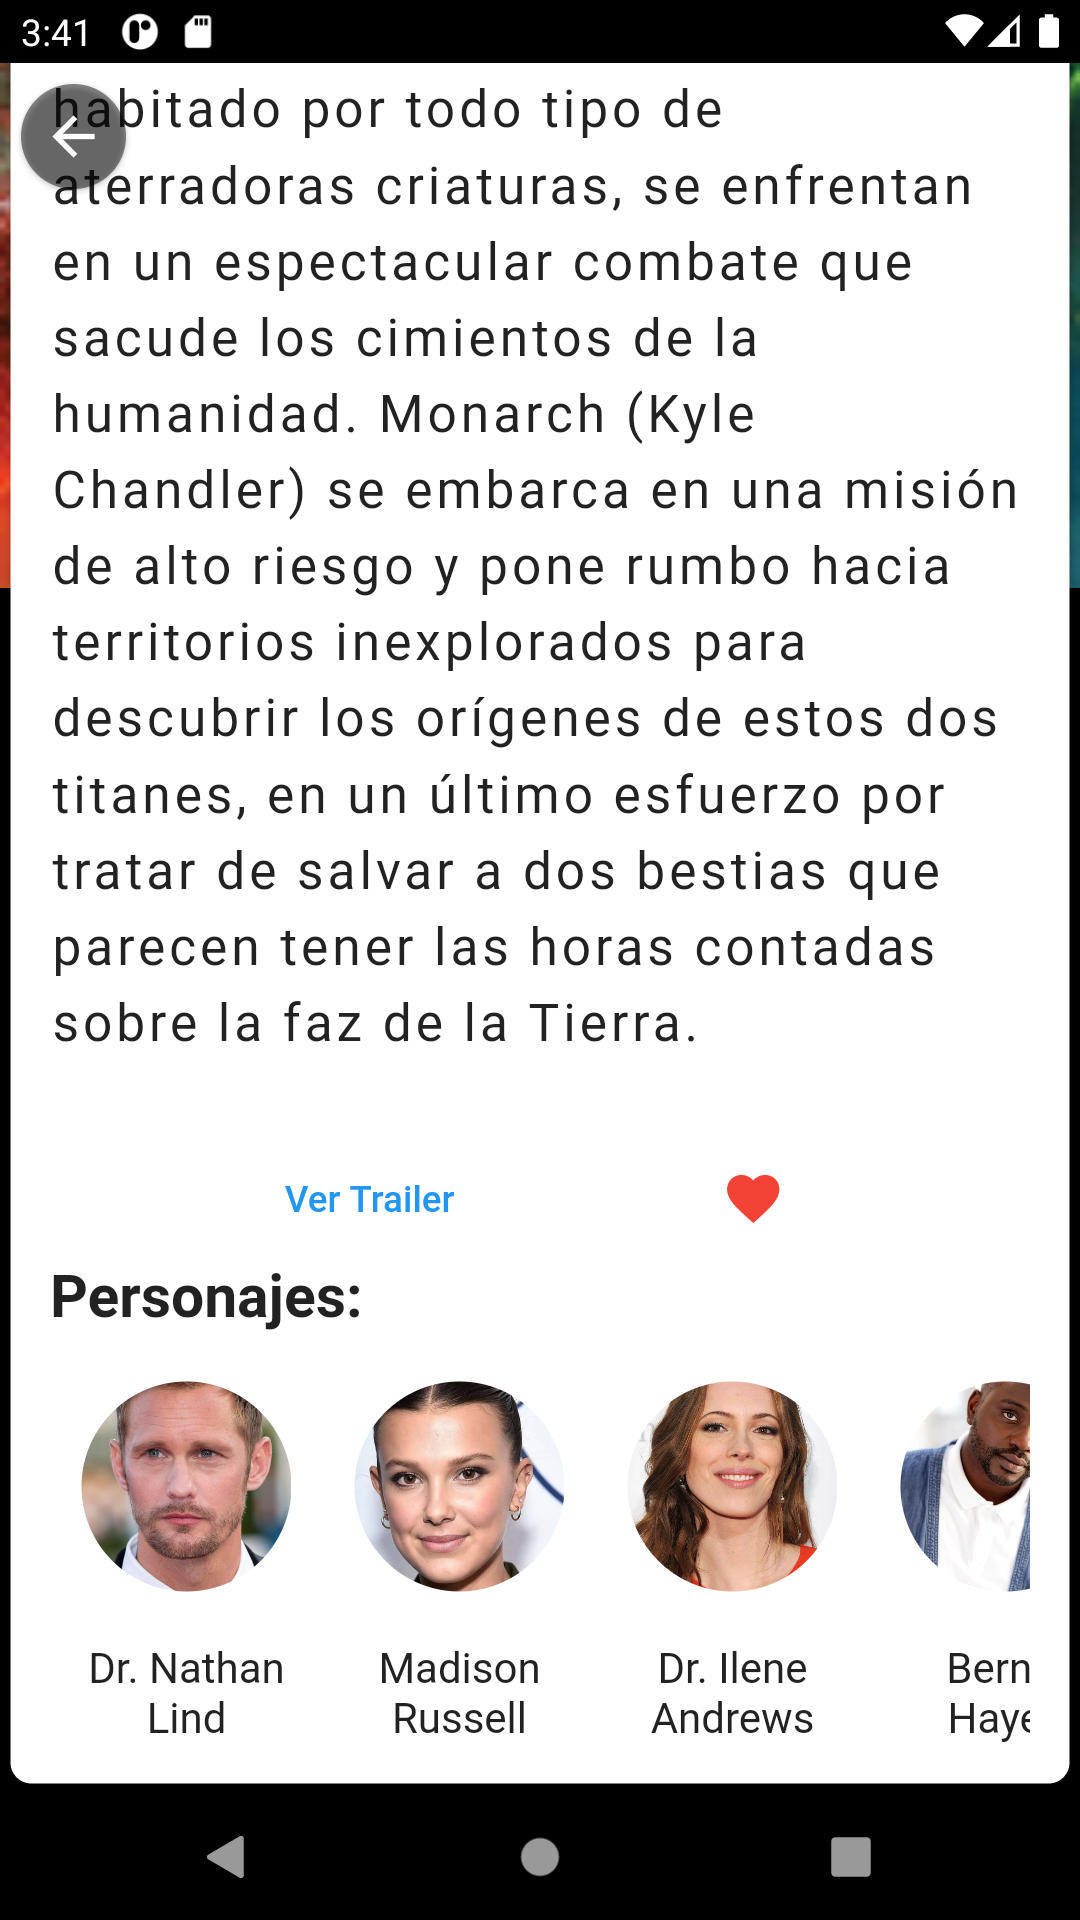 3:41
habitado por todo tipo de
aterradoras criaturas, se enfrentan
en un espectacular combate que
sacude los cimientos de la
humanidad. Monarch (Kyle
Chandler) se embarca en una misión
de alto riesgo y pone rumbo hacia
territorios inexplorados para
descubrir los orígenes de estos dos
titanes, en un último esfuerzo por
tratar de salvar a dos bestias que
parecen tener las horas contadas
sobre la faz de la Tierra.
Ver Trailer
Personajes:
Dr. Nathan
Lind
Madison
Russell
Dr. Ilene
Andrews
Bern
Haye